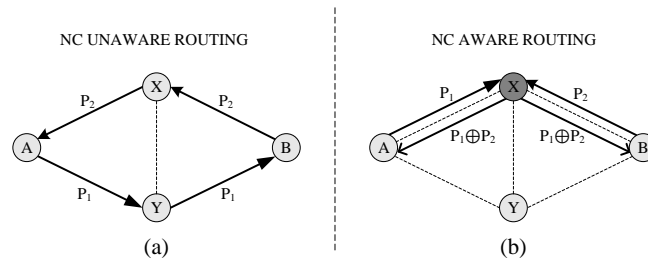 NC UNAWARE ROUTING
NC AWARE ROUTING
X
P₂
P₂
A
B
P₁
P₁
Y
(a)
X
P₁
P₂
A
P₁⊕P₂
P₁⊕P₂
B
Y
(b)